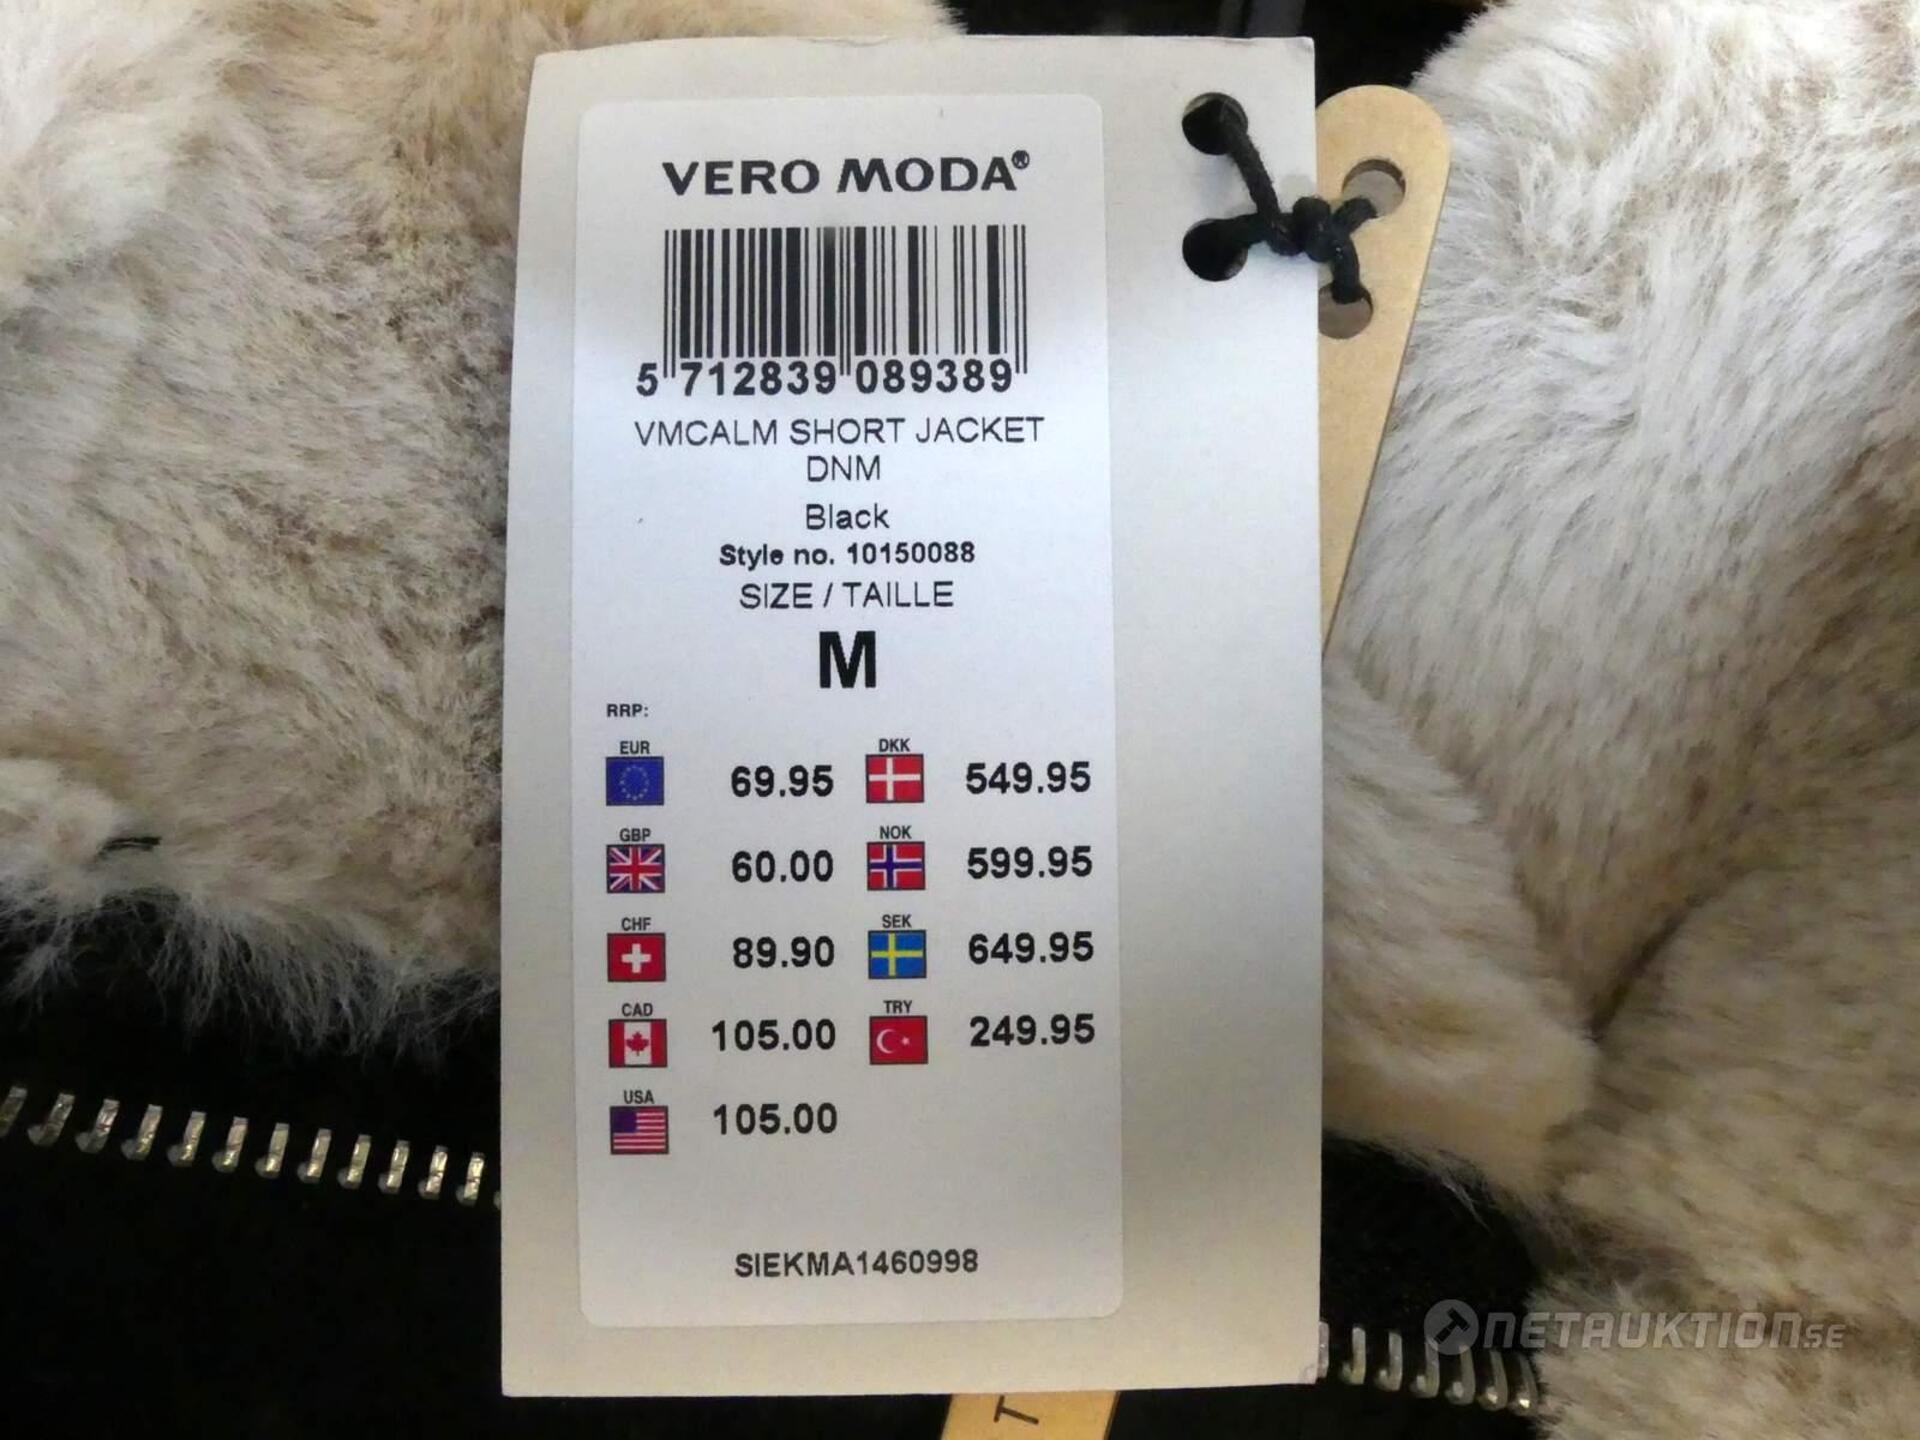 VERO MODA®
5 712839 089389
VMCALM SHORT JACKET
DNM
Black
Style no. 10150088
SIZE / TAILLE
M
RRP:
EUR 69.95 DKK 549.95
GBP 60.00 NOK 599.95
CHF 89.90 SEK 649.95
CAD 105.00 TRY 249.95
USA 105.00
SIEKMA1460998
NETAUKTION.SE
T